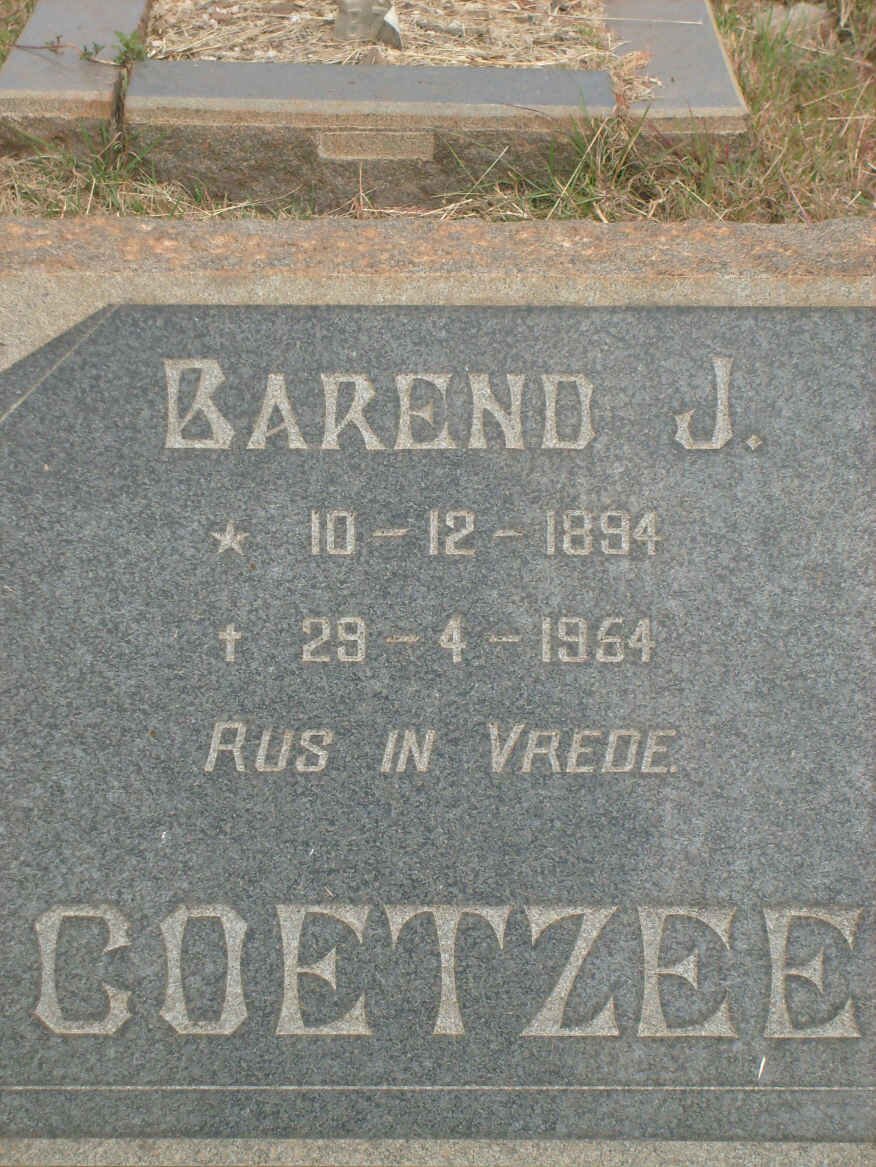 BAREND J.
★ 10-12-1894
† 29-4-1964
RUS IN VREDE.
COETZEE